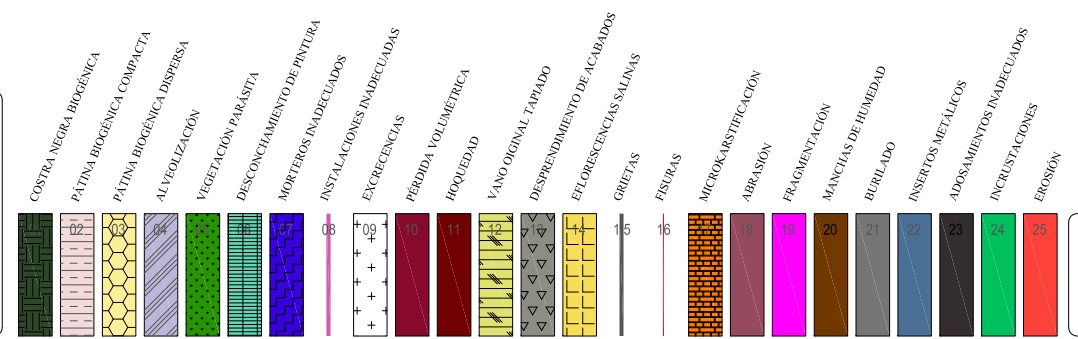 COSTRA NEGRA BIOGÉNICA
PÁTINA BIOGÉNICA COMPACTA
PÁTINA BIOGÉNICA DISPERSA
ALVEOLIZACIÓN
VEGETACIÓN PARÁSITA
DESCONCHAMIENTO DE PINTURA
MORTEROS INADECUADOS
INSTALACIONES INADECUADAS
EXCRECENCIAS
PÉRDIDA VOLUMÉTRICA
HOQUEDAD
VANO OIGINAL TAPIADO
DESPRENDIMIENTO DE ACABADOS
EFLORESCENCIAS SALINAS
GRIETAS
FISURAS
MICROKARSTIFICACIÓN
ABRASIÓN
FRAGMENTACIÓN
MANCHAS DE HUMEDAD
BURILADO
INSERTOS METÁLICOS
ADOSAMIENTOS INADECUADOS
INCRUSTACIONES
EROSIÓN
02
03
04
05
06
07
08
09
10
11
12
13
14
15
16
17
18
19
20
21
22
23
24
25